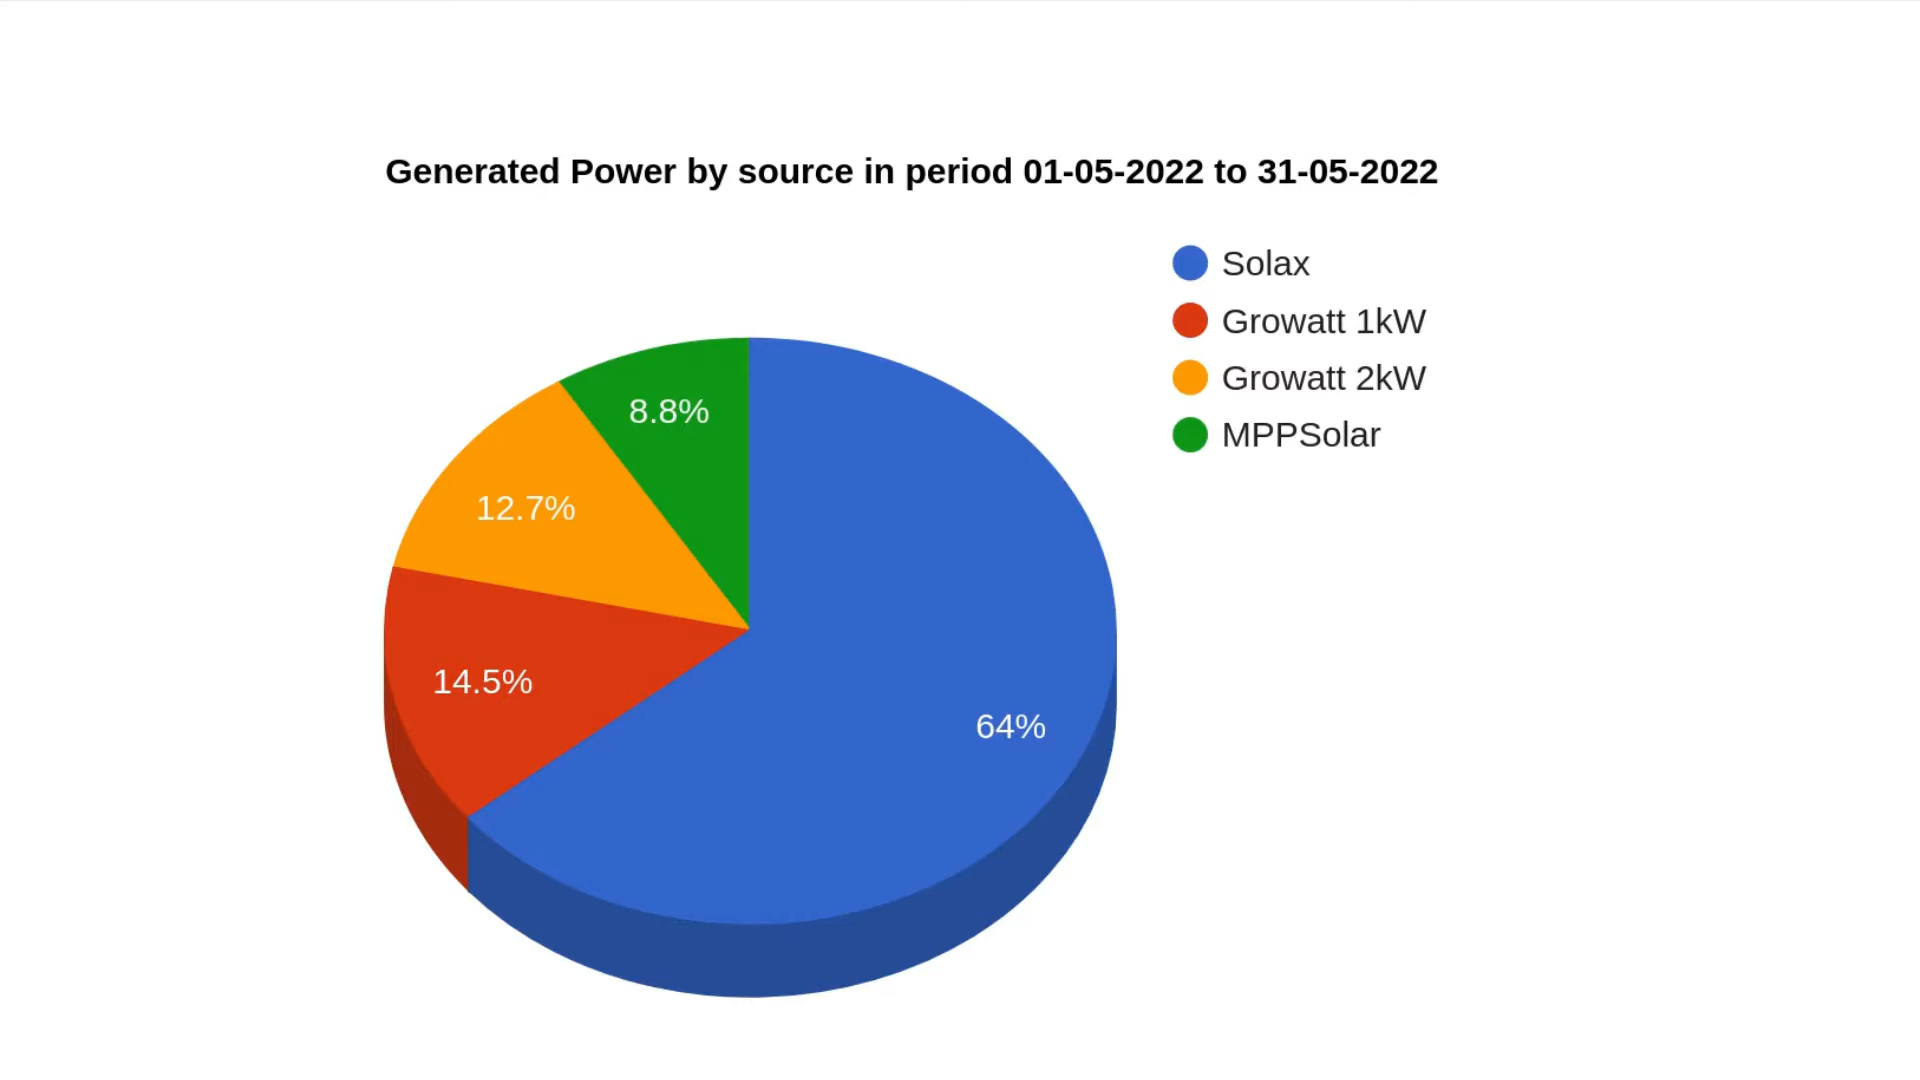 Generated Power by source in period 01-05-2022 to 31-05-2022
Solax
Growatt 1kW
Growatt 2kW
MPPSolar
8.8%
12.7%
14.5%
64%